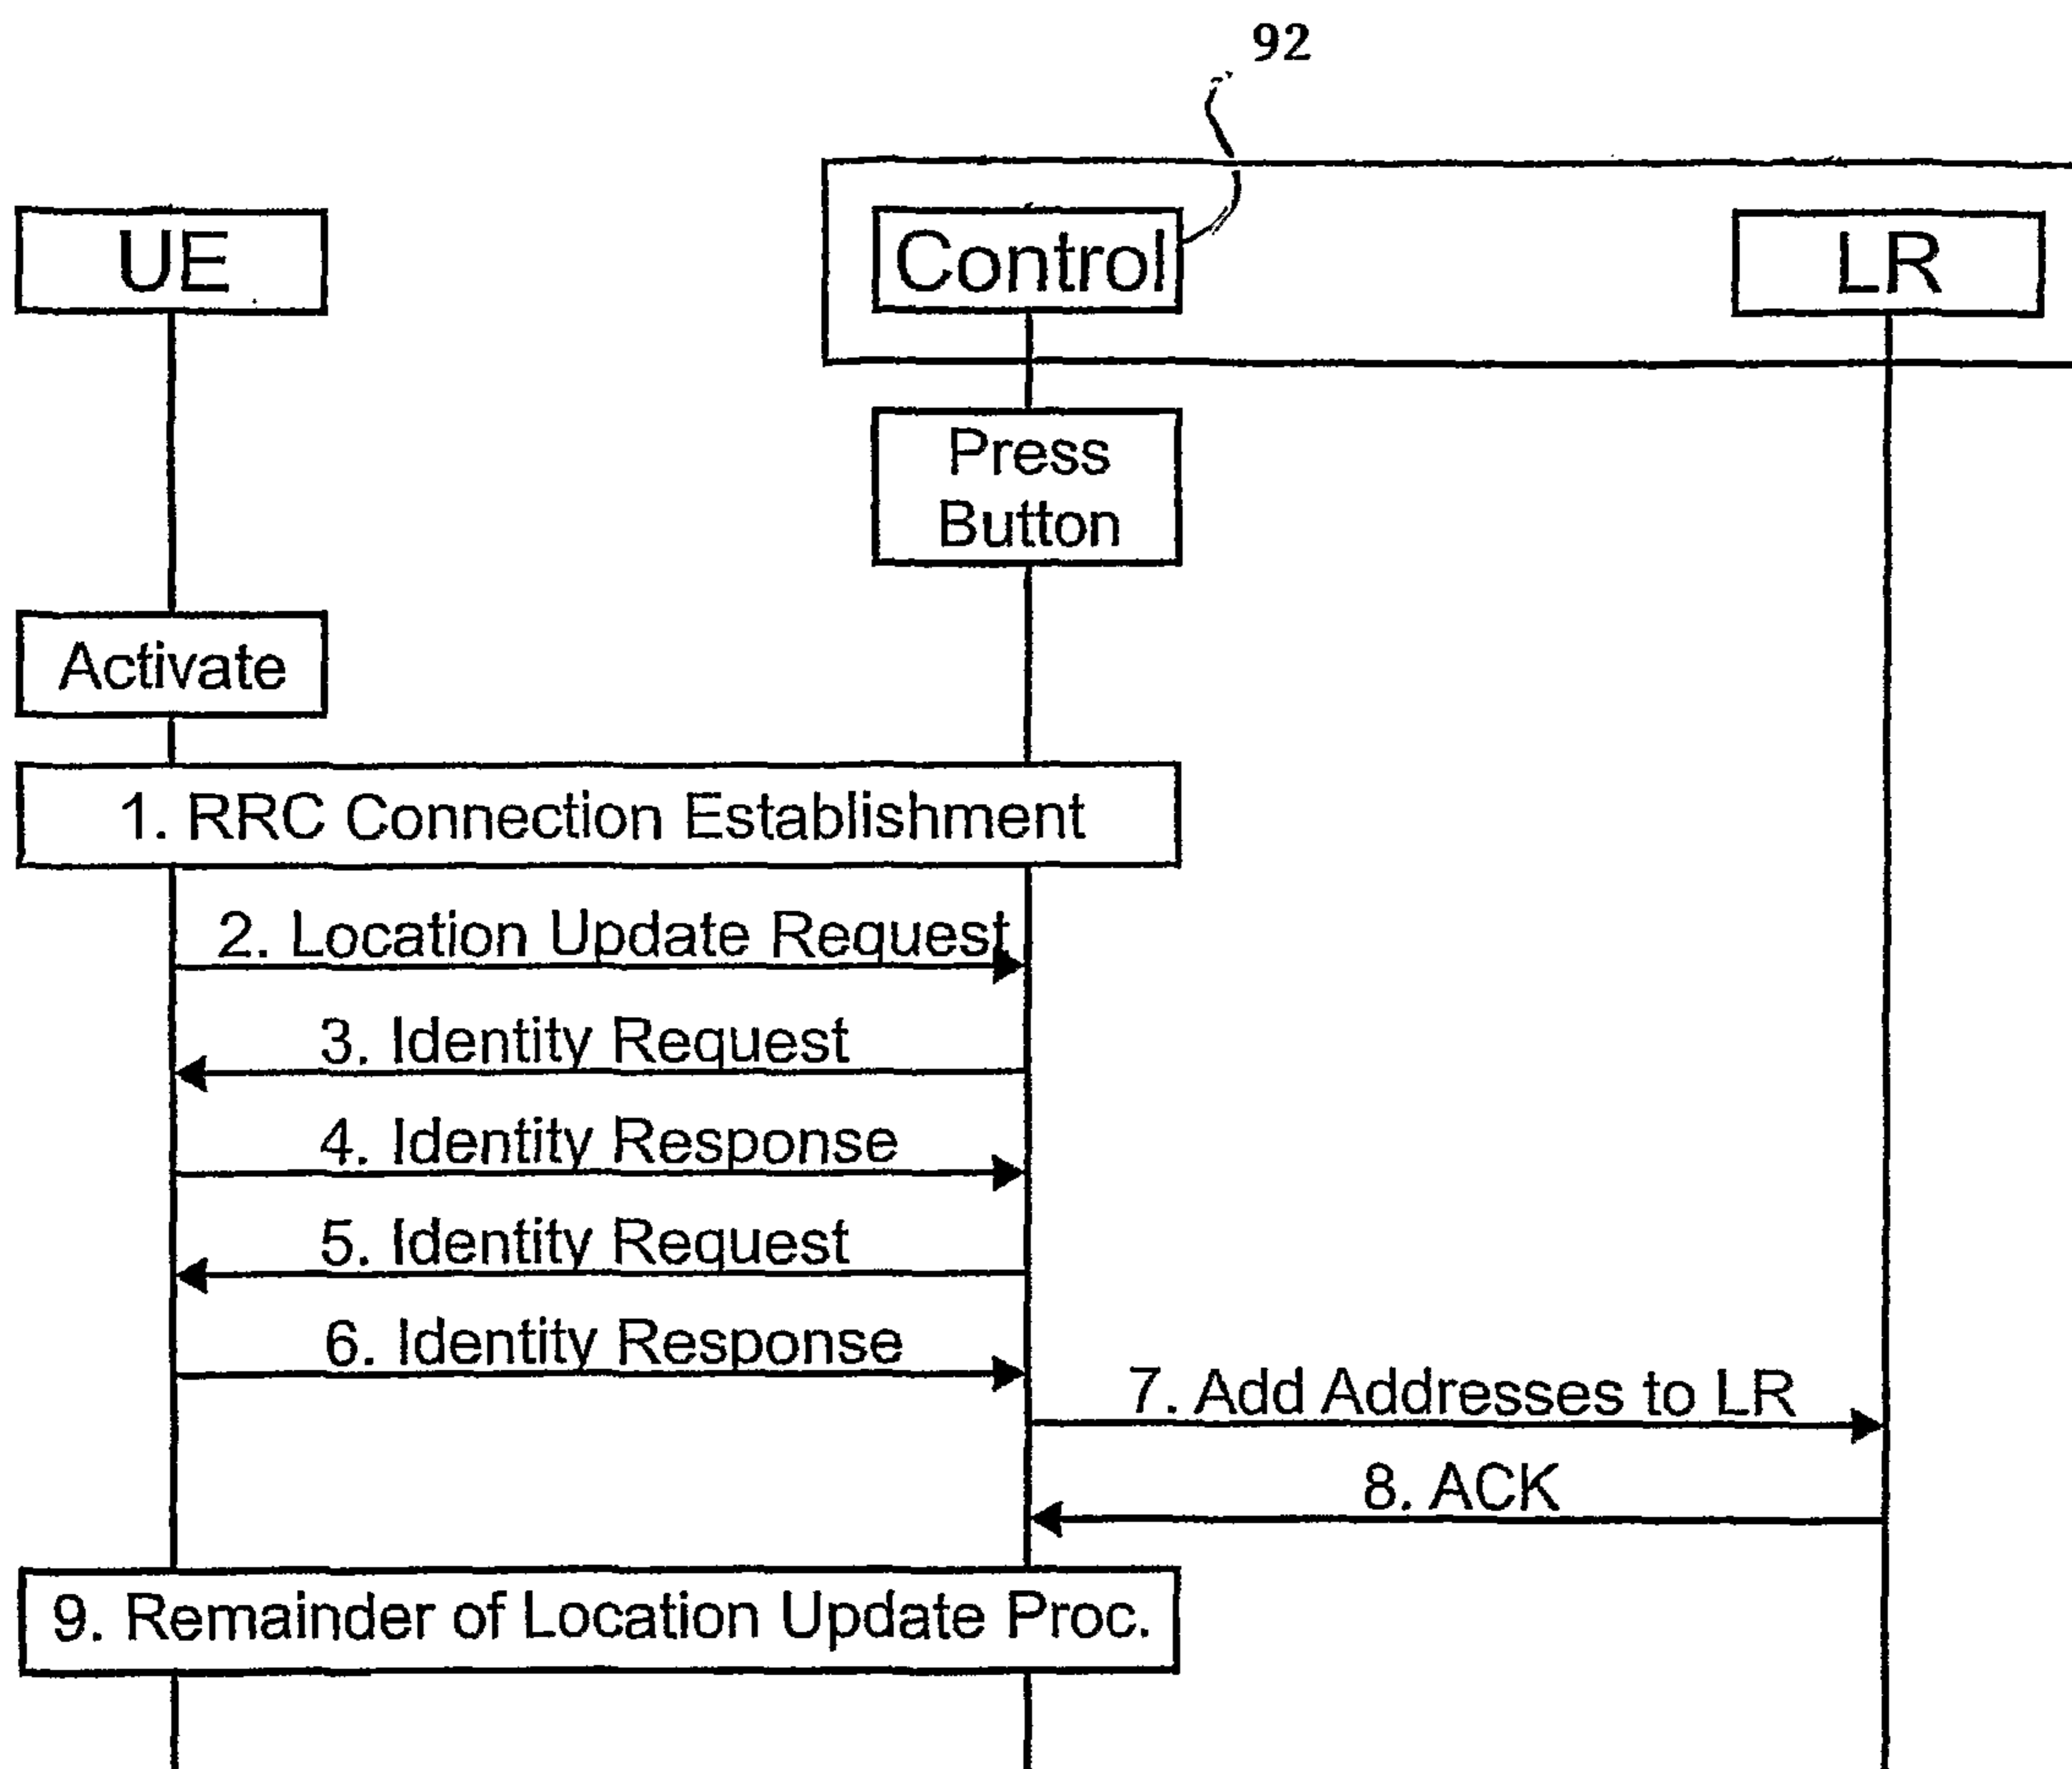 92
UE
Control
LR
Press
Button
Activate
1. RRC Connection Establishment
2. Location Update Request
3. Identity Request
4. Identity Response
5. Identity Request
6. Identity Response
7. Add Addresses to LR
8. ACK
9. Remainder of Location Update Proc.